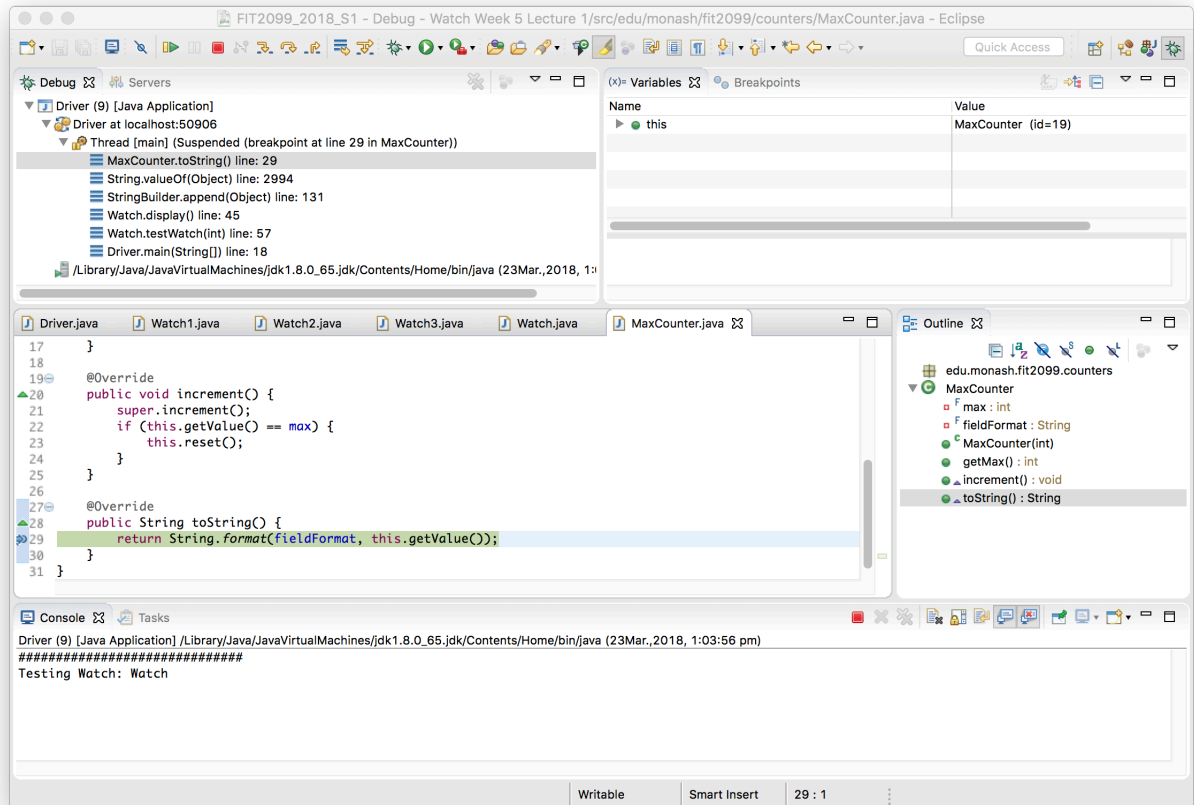 FIT2099_2018_S1 - Debug - Watch Week 5 Lecture 1/src/edu/monash/fit2099/counters/MaxCounter.java - Eclipse
Quick Access
Debug
Servers
Driver (9) [Java Application]
Driver at localhost:50906
Thread [main] (Suspended (breakpoint at line 29 in MaxCounter))
MaxCounter.toString() line: 29
String.valueOf(Object) line: 2994
StringBuilder.append(Object) line: 131
Watch.display() line: 45
Watch.testWatch(int) line: 57
Driver.main(String[]) line: 18
/Library/Java/JavaVirtualMachines/jdk1.8.0_65.jdk/Contents/Home/bin/java (23Mar.,2018, 1:
(x)= Variables
Breakpoints
Name Value
this MaxCounter (id=19)
Driver.java
Watch1.java
Watch2.java
Watch3.java
Watch.java
MaxCounter.java
17 }
18
19 @Override
20 public void increment() {
21 super.increment();
22 if (this.getValue() == max) {
23 this.reset();
24 }
25 }
26
27 @Override
28 public String toString() {
29 return String.format(fieldFormat, this.getValue());
30 }
31 }
Outline
edu.monash.fit2099.counters
MaxCounter
max : int
fieldFormat : String
MaxCounter(int)
getMax() : int
increment() : void
toString() : String
Console
Tasks
Driver (9) [Java Application] /Library/Java/JavaVirtualMachines/jdk1.8.0_65.jdk/Contents/Home/bin/java (23Mar.,2018, 1:03:56 pm)
##############################
Testing Watch: Watch
Writable
Smart Insert
29 : 1